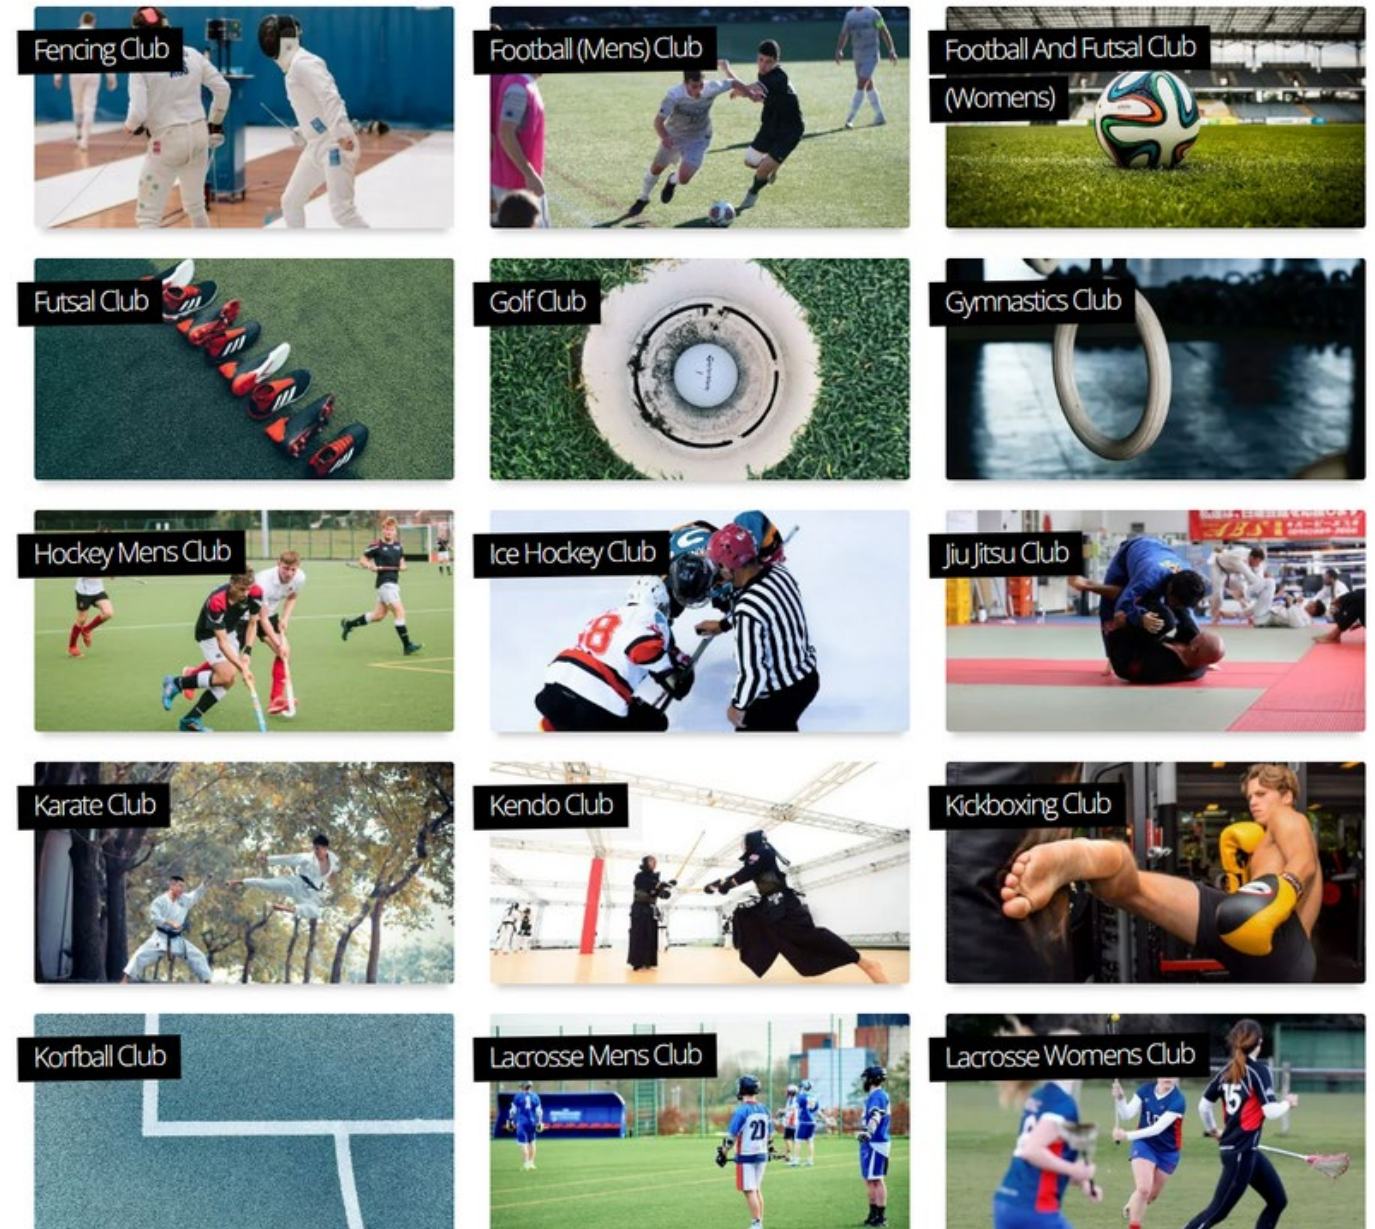 Fencing Club
Football (Mens) Club
Football And Futsal Club
(Womens)
Futsal Club
Golf Club
Gymnastics Club
Hockey Mens Club
Ice Hockey Club
Jiu Jitsu Club
Karate Club
Kendo Club
Kickboxing Club
Korfball Club
Lacrosse Mens Club
20
Lacrosse Womens Club
15